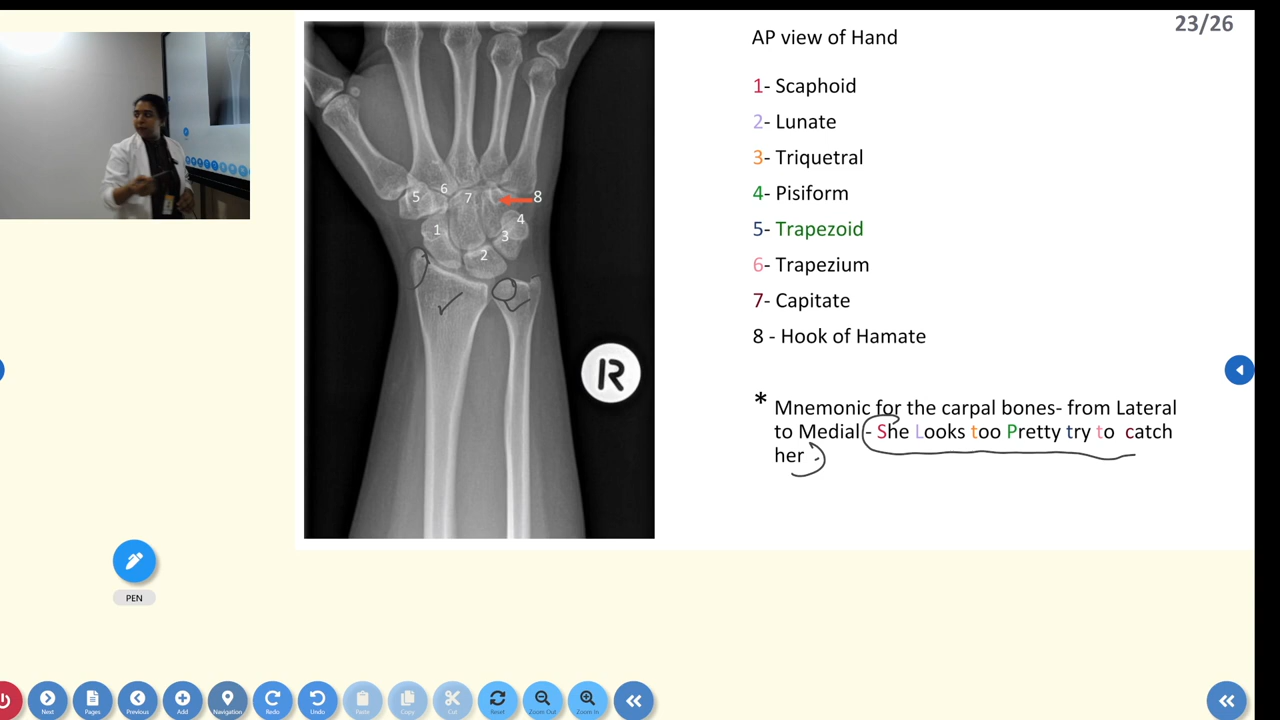 23/26
AP view of Hand
1- Scaphoid
2- Lunate
3- Triquetral
4- Pisiform
5- Trapezoid
6- Trapezium
7- Capitate
8 - Hook of Hamate
* Mnemonic for the carpal bones- from Lateral
to Medial - She Looks too Pretty try to catch
her
5 6 7 8
4
1 3
2
R
PEN
Next Pages Previous Add Navigation Redo Undo Paste Copy Cut Reset Zoom Out Zoom In